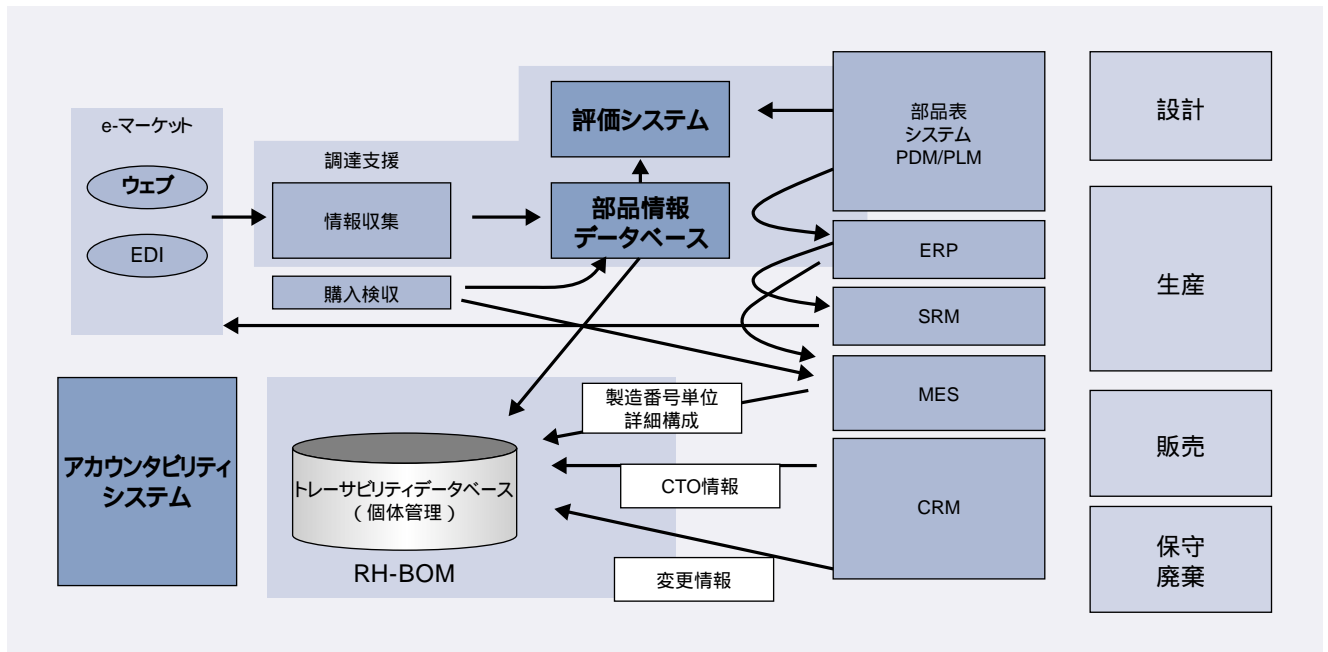 e-マーケット
ウェブ
EDI
調達支援
情報収集
購入検収
評価システム
部品情報
データベース
部品表
システム
PDM/PLM
ERP
SRM
MES
CRM
設計
生産
販売
保守
廃棄
アカウンタビリティ
システム
トレーサビリティデータベース
(個体管理)
RH-BOM
製造番号単位
詳細構成
CTO情報
変更情報